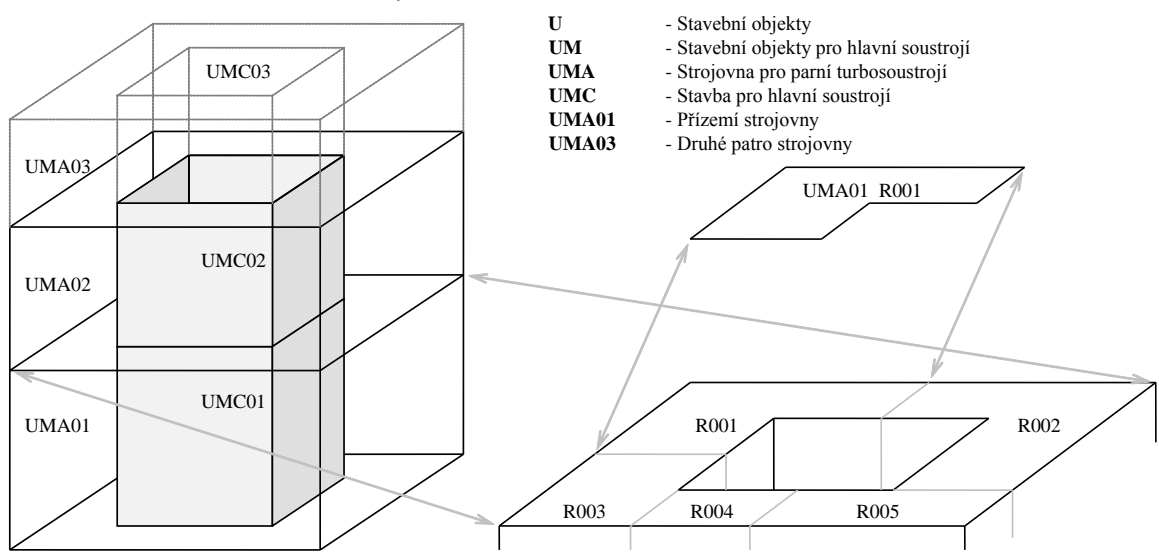 U - Stavební objekty
UM - Stavební objekty pro hlavní soustrojí
UMA - Strojovna pro parní turbosoustrojí
UMC - Stavba pro hlavní soustrojí
UMA01 - Přízemí strojovny
UMA03 - Druhé patro strojovny
UMC03
UMA03
UMC02
UMA02
UMC01
UMA01
UMA01 R001
R001
R002
R003
R004
R005